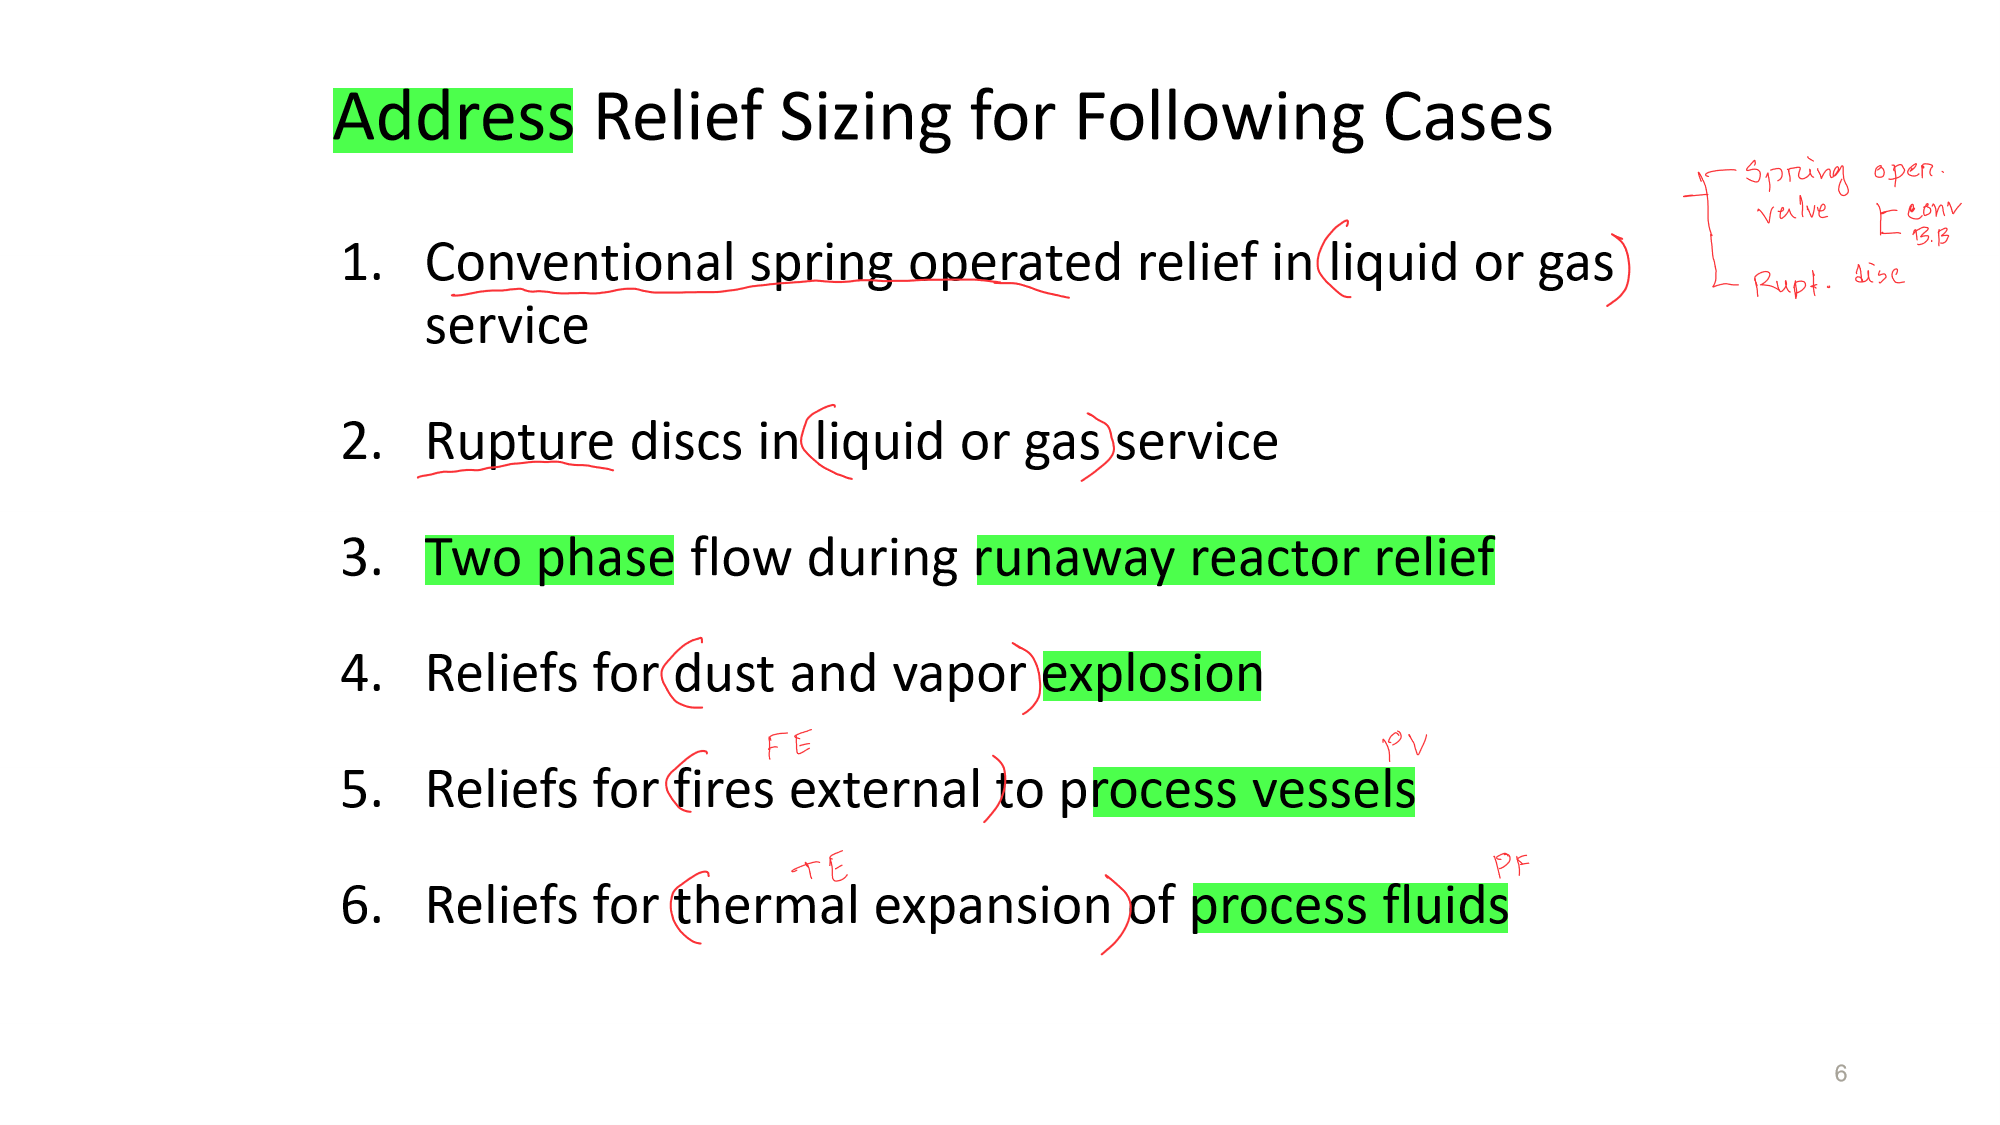 Address Relief Sizing for Following Cases
Spring oper.
valve
conv
B.B
Rupt. disc
1. Conventional spring operated relief in liquid or gas
service
2. Rupture discs in liquid or gas service
3. Two phase flow during runaway reactor relief
4. Reliefs for dust and vapor explosion
FE PV
5. Reliefs for fires external to process vessels
TE PF
6. Reliefs for thermal expansion of process fluids
6